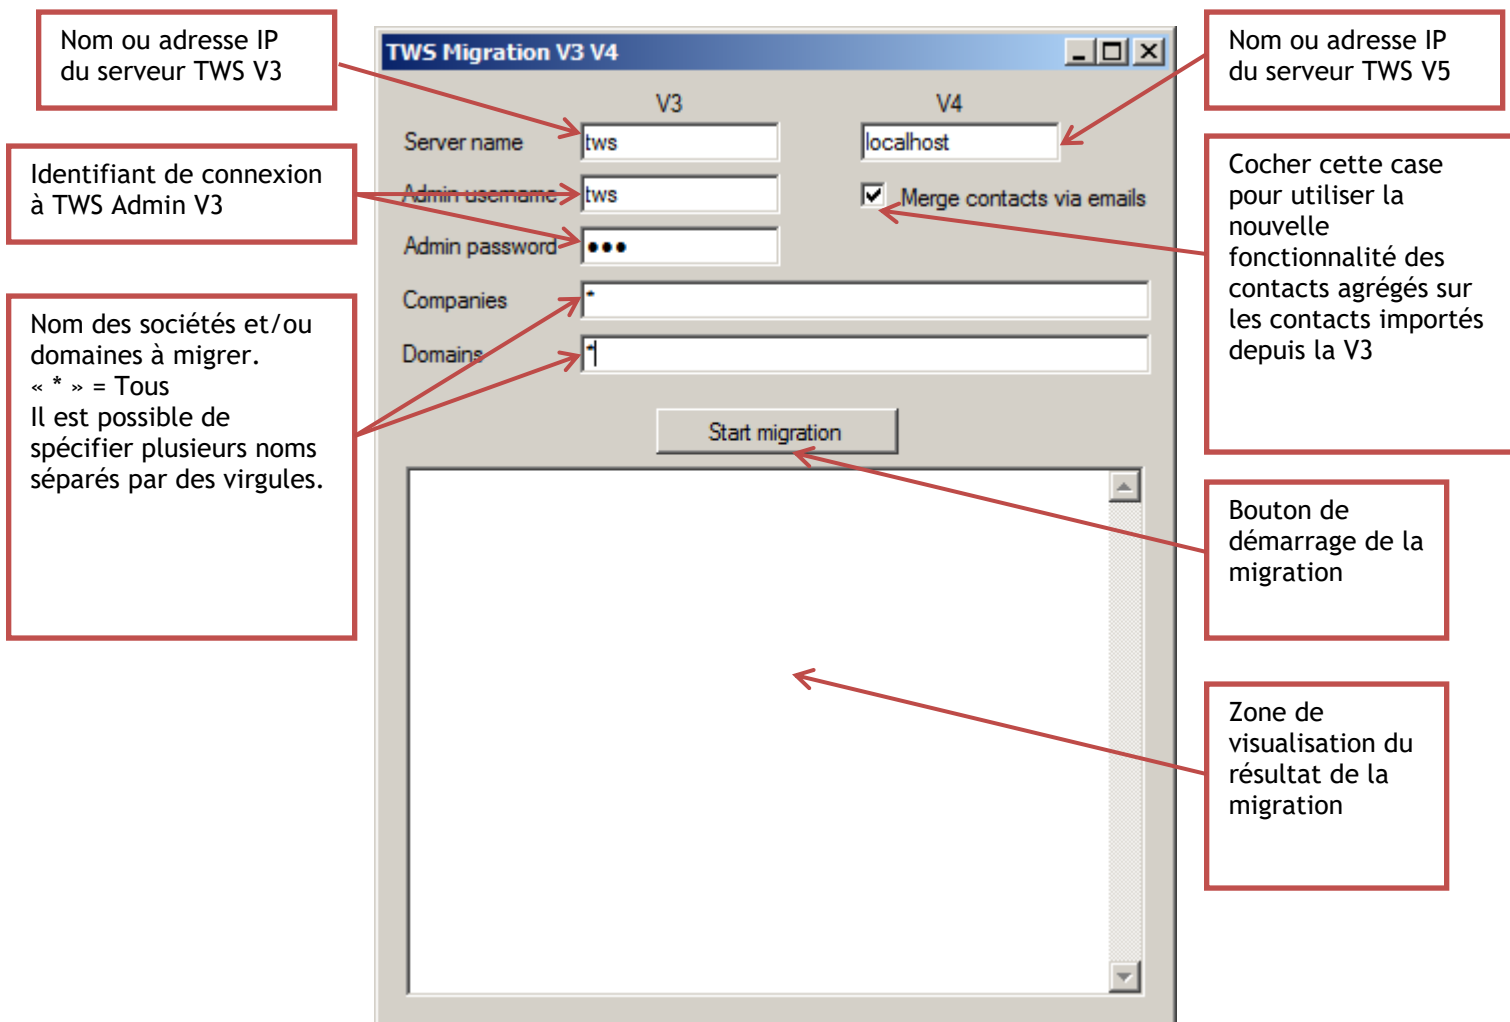 Nom ou adresse IP
du serveur TWS V3
Identifiant de connexion
à TWS Admin V3
Nom des sociétés et/ou
domaines à migrer.
« * » = Tous
Il est possible de
spécifier plusieurs noms
séparés par des virgules.
TWS Migration V3 V4
V3 V4
Server name tws localhost
Admin username tws Merge contacts via emails
Admin password ●●●
Companies *
Domains *
Start migration
Nom ou adresse IP
du serveur TWS V5
Cocher cette case
pour utiliser la
nouvelle
fonctionnalité des
contacts agrégés sur
les contacts importés
depuis la V3
Bouton de
démarrage de la
migration
Zone de
visualisation du
résultat de la
migration